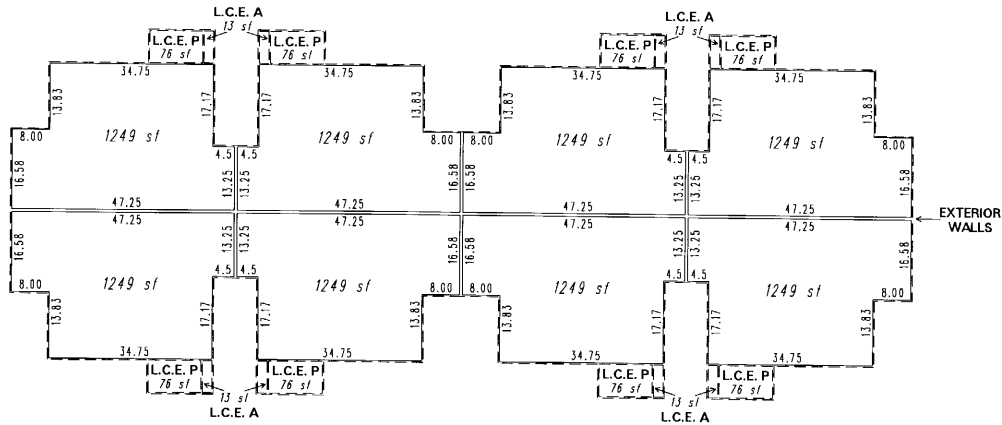 L.C.E. A
13 sf
L.C.E. P
76 sf
L.C.E. P
76 sf
L.C.E. A
13 sf
L.C.E. P
76 sf
L.C.E. P
76 sf
34.75
34.75
34.75
34.75
13.83
17.17
17.17
13.83
13.83
17.17
17.17
13.83
1249 sf
1249 sf
1249 sf
1249 sf
8.00
4.5
4.5
8.00
8.00
4.5
4.5
8.00
16.58
13.25
13.25
16.58
16.58
13.25
13.25
16.58
47.25
47.25
47.25
47.25
47.25
47.25
47.25
47.25
EXTERIOR
WALLS
16.58
13.25
13.25
16.58
16.58
13.25
13.25
16.58
4.5
4.5
4.5
4.5
1249 sf
1249 sf
1249 sf
1249 sf
8.00
8.00
8.00
8.00
13.83
17.17
17.17
13.83
13.83
17.17
17.17
13.83
34.75
34.75
34.75
34.75
L.C.E. P
76 sf
L.C.E. P
76 sf
13 sf
L.C.E. A
L.C.E. P
76 sf
L.C.E. P
76 sf
13 sf
L.C.E. A